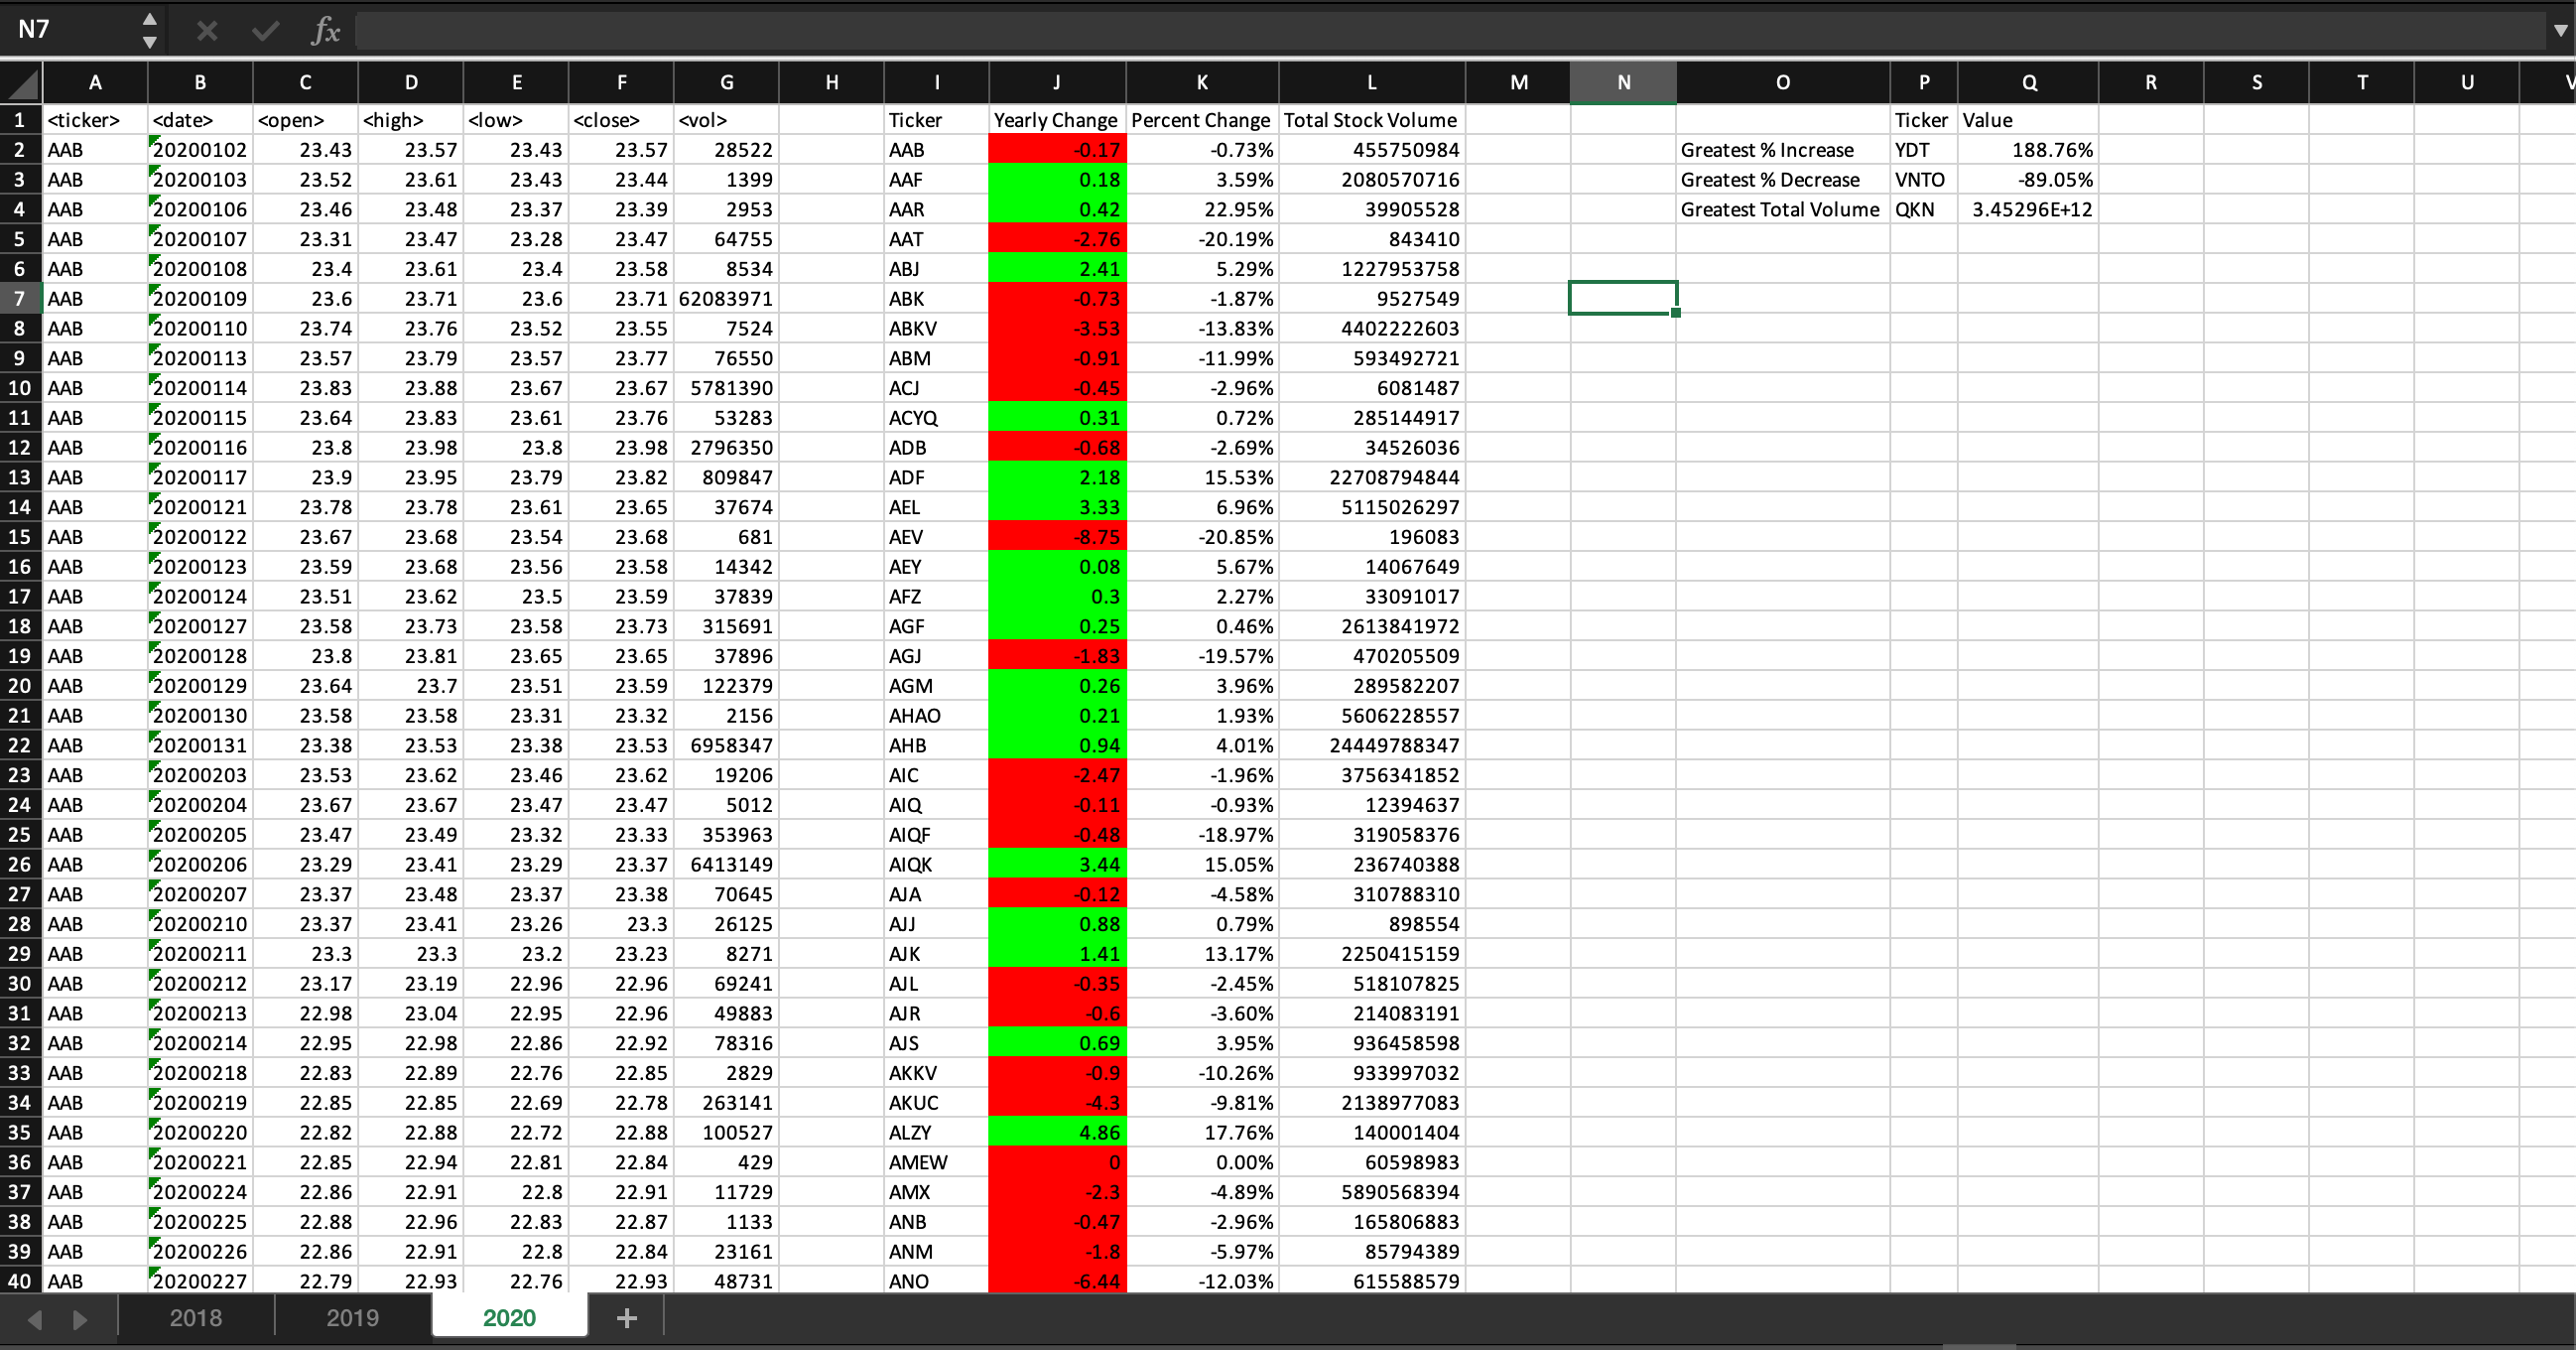 N7 fx
A B C D E F G H I J K L M N O P Q R S T U V
1 <ticker> <date> <open> <high> <low> <close> <vol> Ticker Yearly Change Percent Change Total Stock Volume Ticker Value
2 AAB 20200102 23.43 23.57 23.43 23.57 28522 AAB -0.17 -0.73% 455750984 Greatest % Increase YDT 188.76%
3 AAB 20200103 23.52 23.61 23.43 23.44 1399 AAF 0.18 3.59% 2080570716 Greatest % Decrease VNTO -89.05%
4 AAB 20200106 23.46 23.48 23.37 23.39 2953 AAR 0.42 22.95% 39905528 Greatest Total Volume QKN 3.45296E+12
5 AAB 20200107 23.31 23.47 23.28 23.47 64755 AAT -2.76 -20.19% 843410
6 AAB 20200108 23.4 23.61 23.4 23.58 8534 ABJ 2.41 5.29% 1227953758
7 AAB 20200109 23.6 23.71 23.6 23.71 62083971 ABK -0.73 -1.87% 9527549
8 AAB 20200110 23.74 23.76 23.52 23.55 7524 ABKV -3.53 -13.83% 4402222603
9 AAB 20200113 23.57 23.79 23.57 23.77 76550 ABM -0.91 -11.99% 593492721
10 AAB 20200114 23.83 23.88 23.67 23.67 5781390 ACJ -0.45 -2.96% 6081487
11 AAB 20200115 23.64 23.83 23.61 23.76 53283 ACYQ 0.31 0.72% 285144917
12 AAB 20200116 23.8 23.98 23.8 23.98 2796350 ADB -0.68 -2.69% 34526036
13 AAB 20200117 23.9 23.95 23.79 23.82 809847 ADF 2.18 15.53% 22708794844
14 AAB 20200121 23.78 23.78 23.61 23.65 37674 AEL 3.33 6.96% 5115026297
15 AAB 20200122 23.67 23.68 23.54 23.68 681 AEV -8.75 -20.85% 196083
16 AAB 20200123 23.59 23.68 23.56 23.58 14342 AEY 0.08 5.67% 14067649
17 AAB 20200124 23.51 23.62 23.5 23.59 37839 AFZ 0.3 2.27% 33091017
18 AAB 20200127 23.58 23.73 23.58 23.73 315691 AGF 0.25 0.46% 2613841972
19 AAB 20200128 23.8 23.81 23.65 23.65 37896 AGJ -1.83 -19.57% 470205509
20 AAB 20200129 23.64 23.7 23.51 23.59 122379 AGM 0.26 3.96% 289582207
21 AAB 20200130 23.58 23.58 23.31 23.32 2156 AHAO 0.21 1.93% 5606228557
22 AAB 20200131 23.38 23.53 23.38 23.53 6958347 AHB 0.94 4.01% 24449788347
23 AAB 20200203 23.53 23.62 23.46 23.62 19206 AIC -2.47 -1.96% 3756341852
24 AAB 20200204 23.67 23.67 23.47 23.47 5012 AIQ -0.11 -0.93% 12394637
25 AAB 20200205 23.47 23.49 23.32 23.33 353963 AIQF -0.48 -18.97% 319058376
26 AAB 20200206 23.29 23.41 23.29 23.37 6413149 AIQK 3.44 15.05% 236740388
27 AAB 20200207 23.37 23.48 23.37 23.38 70645 AJA -0.12 -4.58% 310788310
28 AAB 20200210 23.37 23.41 23.26 23.3 26125 AJJ 0.88 0.79% 898554
29 AAB 20200211 23.3 23.3 23.2 23.23 8271 AJK 1.41 13.17% 2250415159
30 AAB 20200212 23.17 23.19 22.96 22.96 69241 AJL -0.35 -2.45% 518107825
31 AAB 20200213 22.98 23.04 22.95 22.96 49883 AJR -0.6 -3.60% 214083191
32 AAB 20200214 22.95 22.98 22.86 22.92 78316 AJS 0.69 3.95% 936458598
33 AAB 20200218 22.83 22.89 22.76 22.85 2829 AKKV -0.9 -10.26% 933997032
34 AAB 20200219 22.85 22.85 22.69 22.78 263141 AKUC -4.3 -9.81% 2138977083
35 AAB 20200220 22.82 22.88 22.72 22.88 100527 ALZY 4.86 17.76% 140001404
36 AAB 20200221 22.85 22.94 22.81 22.84 429 AMEW 0 0.00% 60598983
37 AAB 20200224 22.86 22.91 22.8 22.91 11729 AMX -2.3 -4.89% 5890568394
38 AAB 20200225 22.88 22.96 22.83 22.87 1133 ANB -0.47 -2.96% 165806883
39 AAB 20200226 22.86 22.91 22.8 22.84 23161 ANM -1.8 -5.97% 85794389
40 AAB 20200227 22.79 22.93 22.76 22.93 48731 ANO -6.44 -12.03% 615588579
2018 2019 2020 +